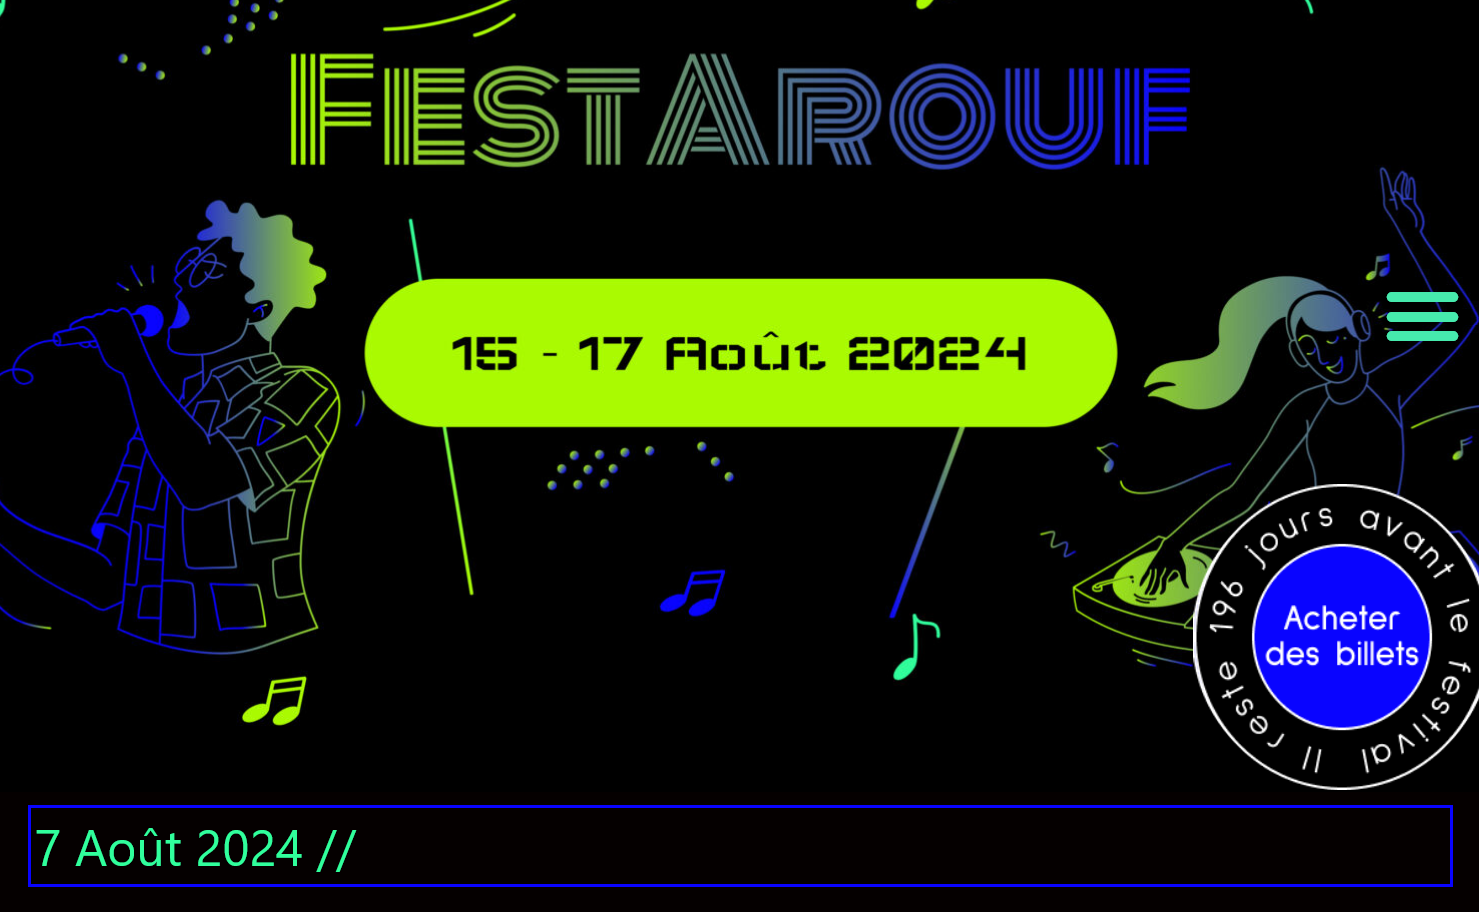 FestArouf
15 - 17 Août 2024
Il reste 196 jours avant le festival
Acheter
des billets
7 Août 2024 //